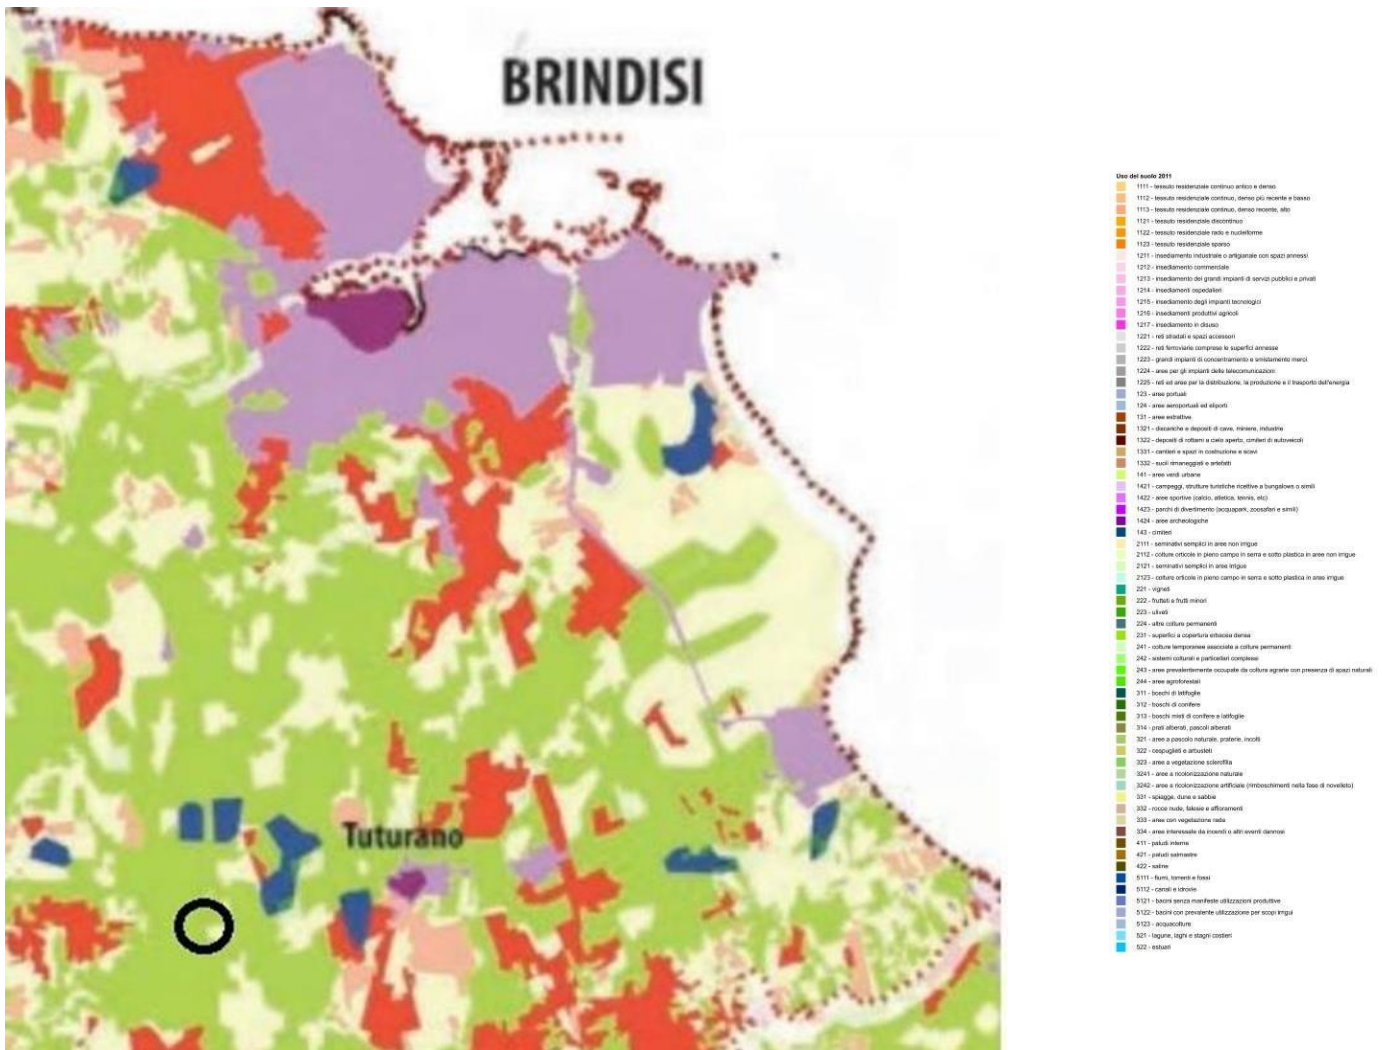 BRINDISI
Tuturano
Uso del suolo 2011
1111 - tessuto residenziale continuo antico e denso
1112 - tessuto residenziale continuo, denso più recente e basso
1113 - tessuto residenziale continuo, denso recente, alto
1121 - tessuto residenziale discontinuo
1122 - tessuto residenziale rado e nucleiforme
1123 - tessuto residenziale sparso
1211 - insediamento industriale o artigianale con spazi annessi
1212 - insediamento commerciale
1213 - insediamento dei grandi impianti di servizi pubblici e privati
1214 - insediamenti ospedalieri
1215 - insediamento degli impianti tecnologici
1216 - insediamenti produttivi agricoli
1217 - insediamento in disuso
1221 - reti stradali e spazi accessori
1222 - reti ferroviarie comprese le superfici annesse
1223 - grandi impianti di concentramento e smistamento merci
1224 - aree per gli impianti delle telecomunicazioni
1225 - reti ed aree per la distribuzione, la produzione e il trasporto dell'energia
123 - aree portuali
124 - aree aeroportuali ed eliporti
131 - aree estrattive
1321 - discariche e depositi di cave, miniere, industrie
1322 - depositi di rottami a cielo aperto, cimiteri di autoveicoli
1331 - cantieri e spazi in costruzione e scavi
1332 - suoli rimaneggiati e artefatti
141 - aree verdi urbane
1421 - campeggi, strutture turistiche ricettive a bungalows o simili
1422 - aree sportive (calcio, atletica, tennis, etc)
1423 - parchi di divertimento (acquapark, zoosafari e simili)
1424 - aree archeologiche
143 - cimiteri
2111 - seminativi semplici in aree non irrigue
2112 - colture orticole in pieno campo in serra e sotto plastica in aree non irrigue
2121 - seminativi semplici in aree irrigue
2123 - colture orticole in pieno campo in serra e sotto plastica in aree irrigue
221 - vigneti
222 - frutteti e frutti minori
223 - uliveti
224 - altre colture permanenti
231 - superfici a copertura erbacea densa
241 - colture temporanee associate a colture permanenti
242 - sistemi colturali e particellari complessi
243 - aree prevalentemente occupate da coltura agrarie con presenza di spazi naturali
244 - aree agroforestali
311 - boschi di latifoglie
312 - boschi di conifere
313 - boschi misti di conifere e latifoglie
314 - prati alberati, pascoli alberati
321 - aree a pascolo naturale, praterie, incolti
322 - cespuglieti e arbusteti
323 - aree a vegetazione sclerofilla
3241 - aree a ricolonizzazione naturale
3242 - aree a ricolonizzazione artificiale (rimboschimenti nella fase di novelleto)
331 - spiagge, dune e sabbie
332 - rocce nude, falesie e affioramenti
333 - aree con vegetazione rada
334 - aree interessate da incendi o altri eventi dannosi
411 - paludi interne
421 - paludi salmastre
422 - saline
5111 - fiumi, torrenti e fossi
5112 - canali e idrovie
5121 - bacini senza manifeste utilizzazioni produttive
5122 - bacini con prevalente utilizzazione per scopi irrigui
5123 - acquacolture
521 - lagune, laghi e stagni costieri
522 - estuari